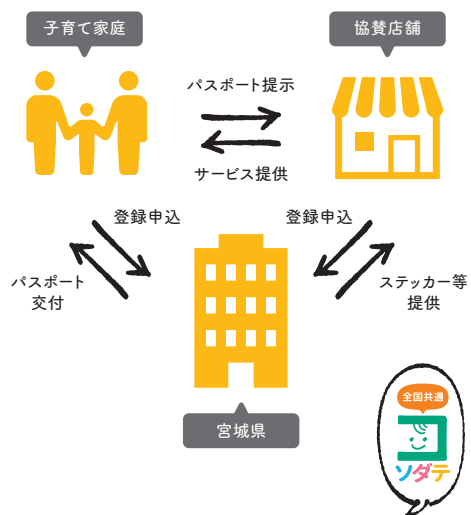 子育て家庭
協賛店舗
パスポート提示
サービス提供
登録申込
登録申込
パスポート
交付
ステッカー等
提供
宮城県
全国共通
コ
ソダテ